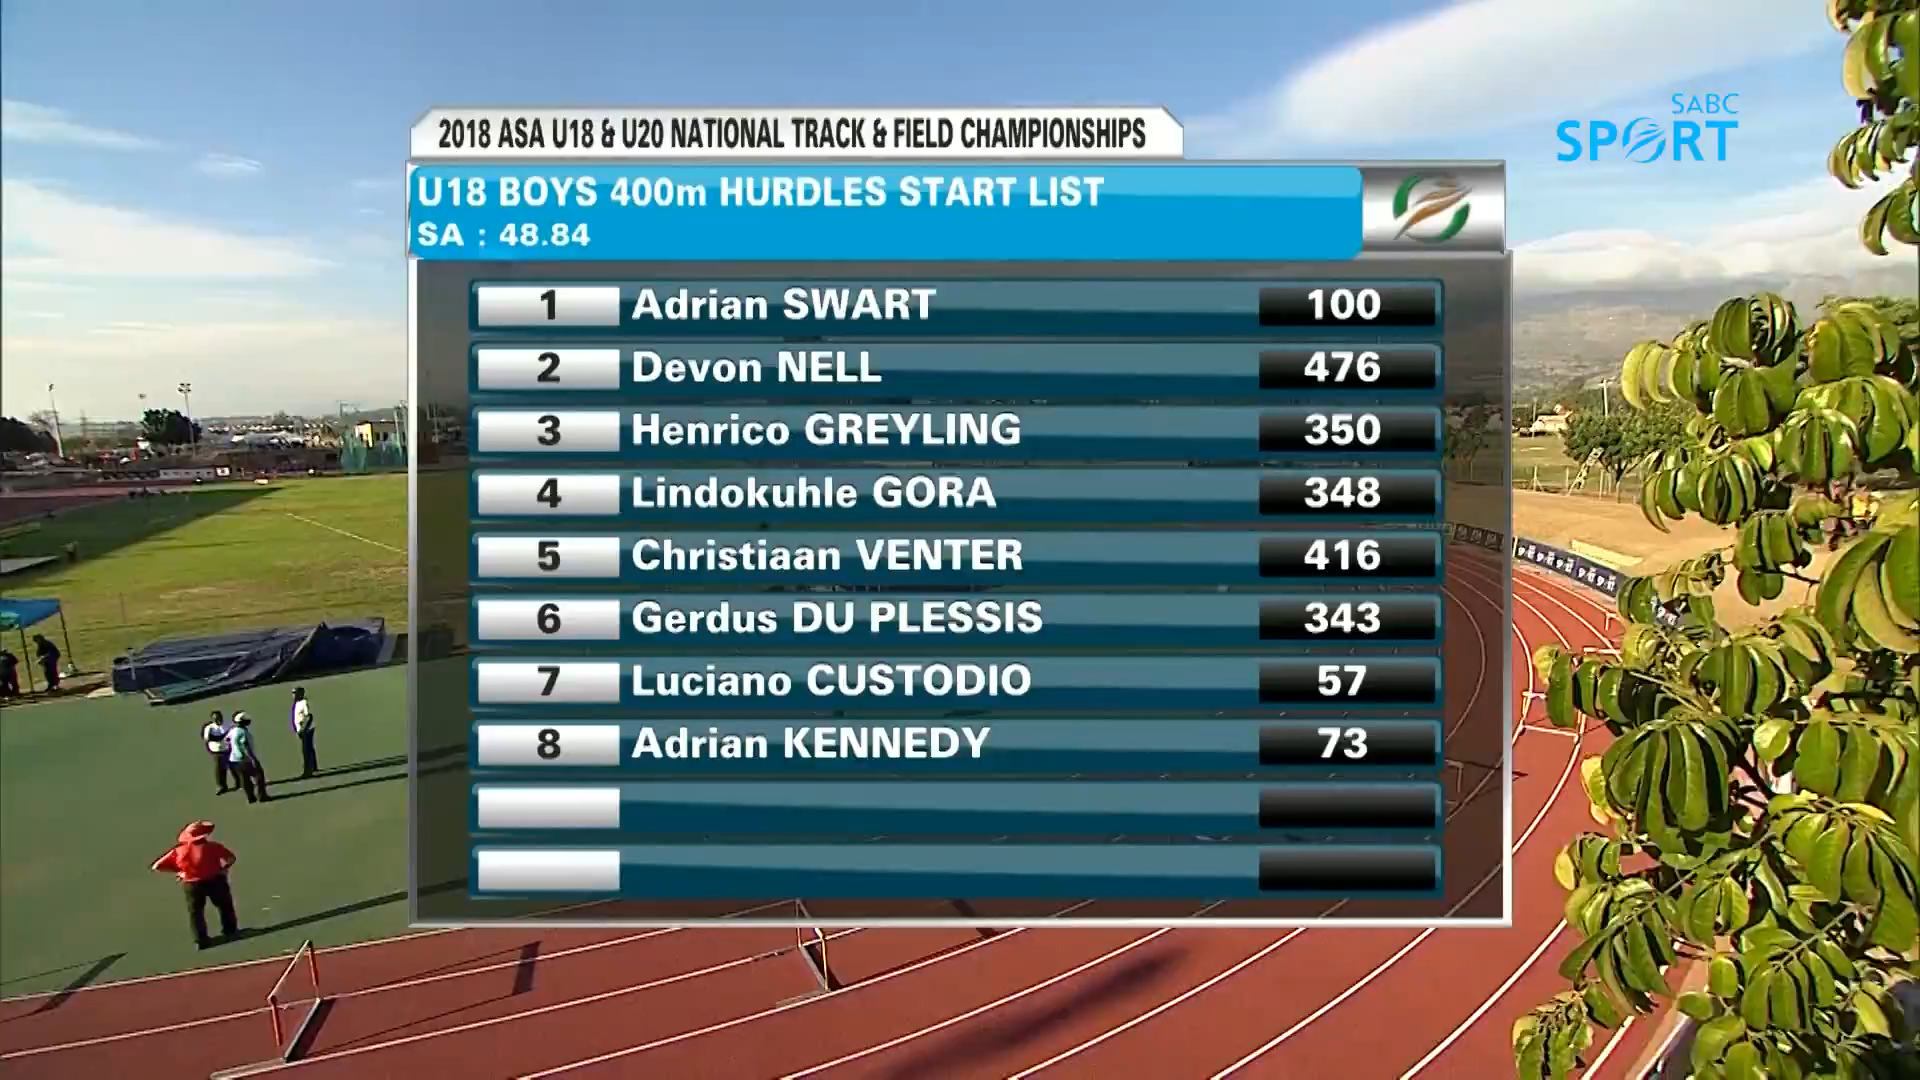 SABC
SPORT
2018 ASA U18 & U20 NATIONAL TRACK & FIELD CHAMPIONSHIPS
U18 BOYS 400m HURDLES START LIST
SA : 48.84
1 Adrian SWART 100
2 Devon NELL 476
3 Henrico GREYLING 350
4 Lindokuhle GORA 348
5 Christiaan VENTER 416
6 Gerdus DU PLESSIS 343
7 Luciano CUSTODIO 57
8 Adrian KENNEDY 73